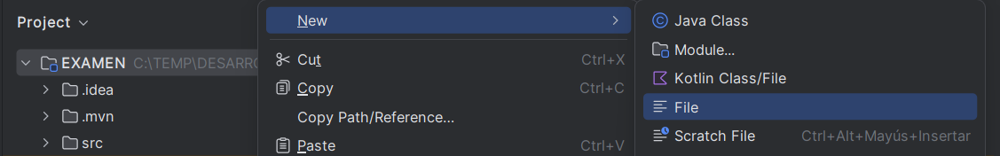 Project
EXAMEN C:\TEMP\DESARRO
.idea
.mvn
src
New
Cut Ctrl+X
Copy Ctrl+C
Copy Path/Reference...
Paste Ctrl+V
Java Class
Module...
Kotlin Class/File
File
Scratch File Ctrl+Alt+Mayús+Insertar